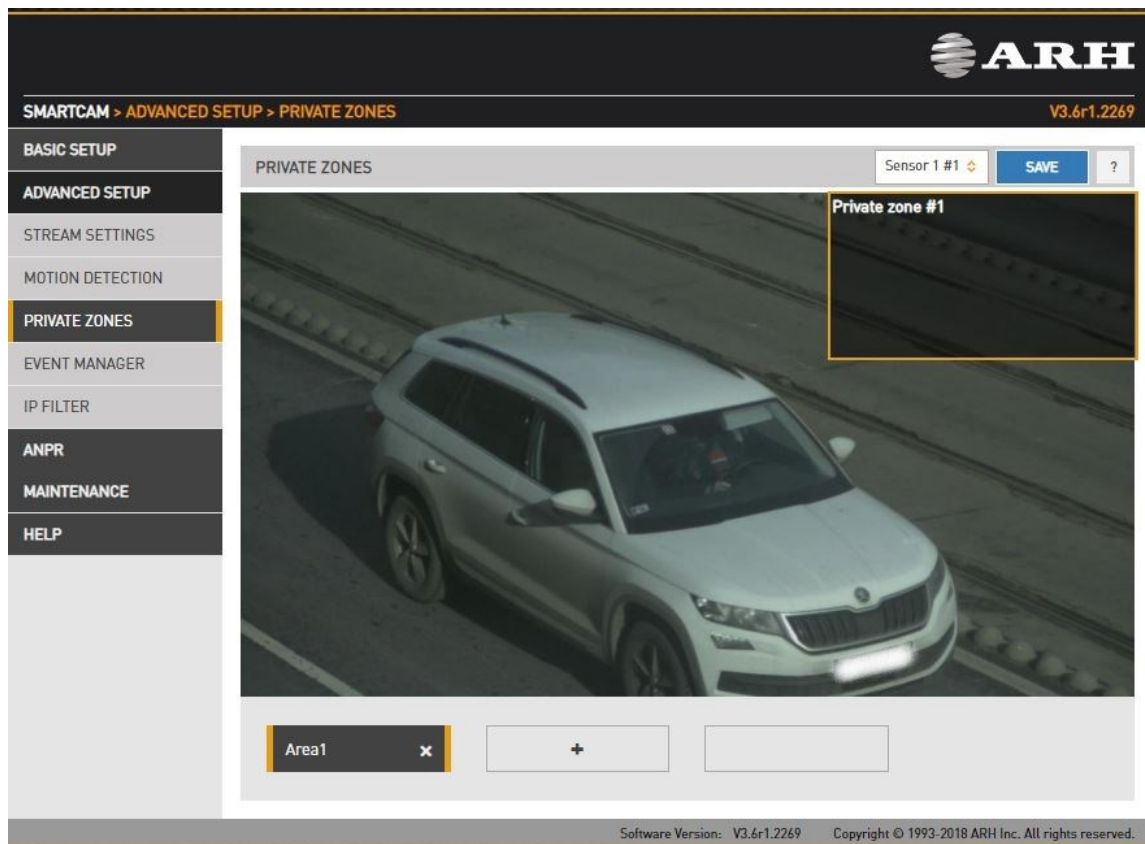 ARH
SMARTCAM > ADVANCED SETUP > PRIVATE ZONES
V3.6r1.2269
BASIC SETUP
ADVANCED SETUP
STREAM SETTINGS
MOTION DETECTION
PRIVATE ZONES
EVENT MANAGER
IP FILTER
ANPR
MAINTENANCE
HELP
PRIVATE ZONES
Sensor 1 #1
SAVE
?
Private zone #1
Area1 ×
+
Software Version: V3.6r1.2269 Copyright © 1993-2018 ARH Inc. All rights reserved.